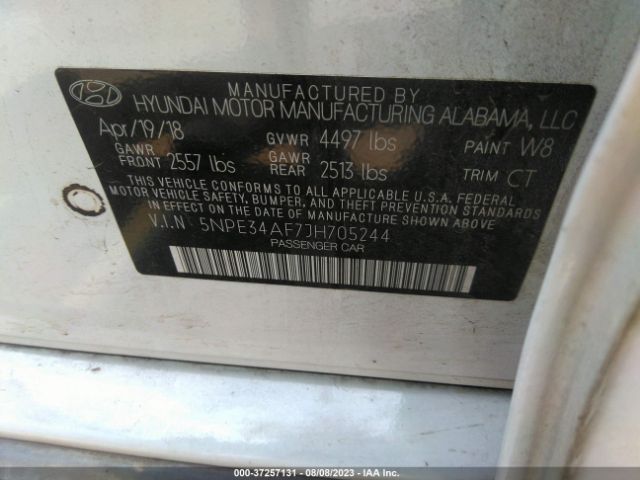 MANUFACTURED BY
HYUNDAI MOTOR MANUFACTURING ALABAMA, LLC
Apr/19/18 GVWR 4497 lbs PAINT W8
GAWR FRONT 2557 lbs GAWR REAR 2513 lbs TRIM CT
THIS VEHICLE CONFORMS TO ALL APPLICABLE U.S.A. FEDERAL
MOTOR VEHICLE SAFETY, BUMPER, AND THEFT PREVENTION STANDARDS
IN EFFECT ON THE DATE OF MANUFACTURE SHOWN ABOVE.
V.I.N : 5NPE34AF7JH705244
PASSENGER CAR
000-37257131 - 08/08/2023 - IAA Inc.